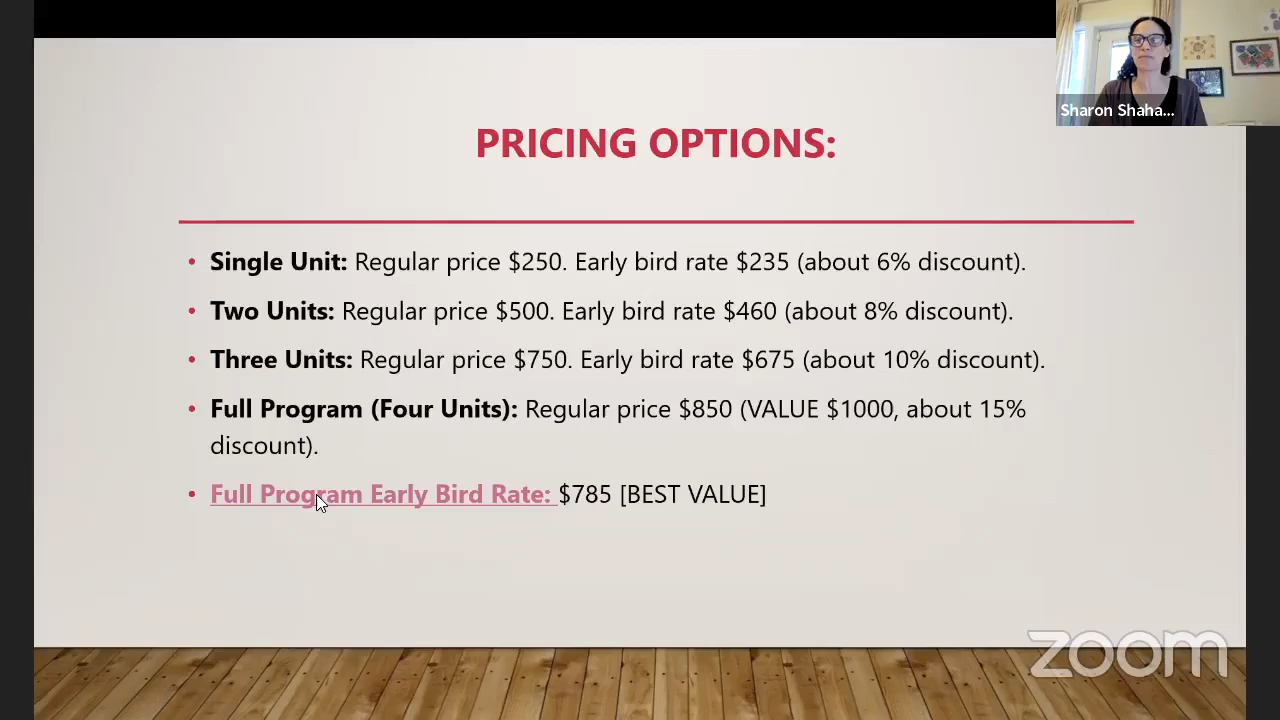 Sharon Shaha...
PRICING OPTIONS:
• Single Unit: Regular price $250. Early bird rate $235 (about 6% discount).
• Two Units: Regular price $500. Early bird rate $460 (about 8% discount).
• Three Units: Regular price $750. Early bird rate $675 (about 10% discount).
• Full Program (Four Units): Regular price $850 (VALUE $1000, about 15%
discount).
• Full Program Early Bird Rate: $785 [BEST VALUE]
zoom